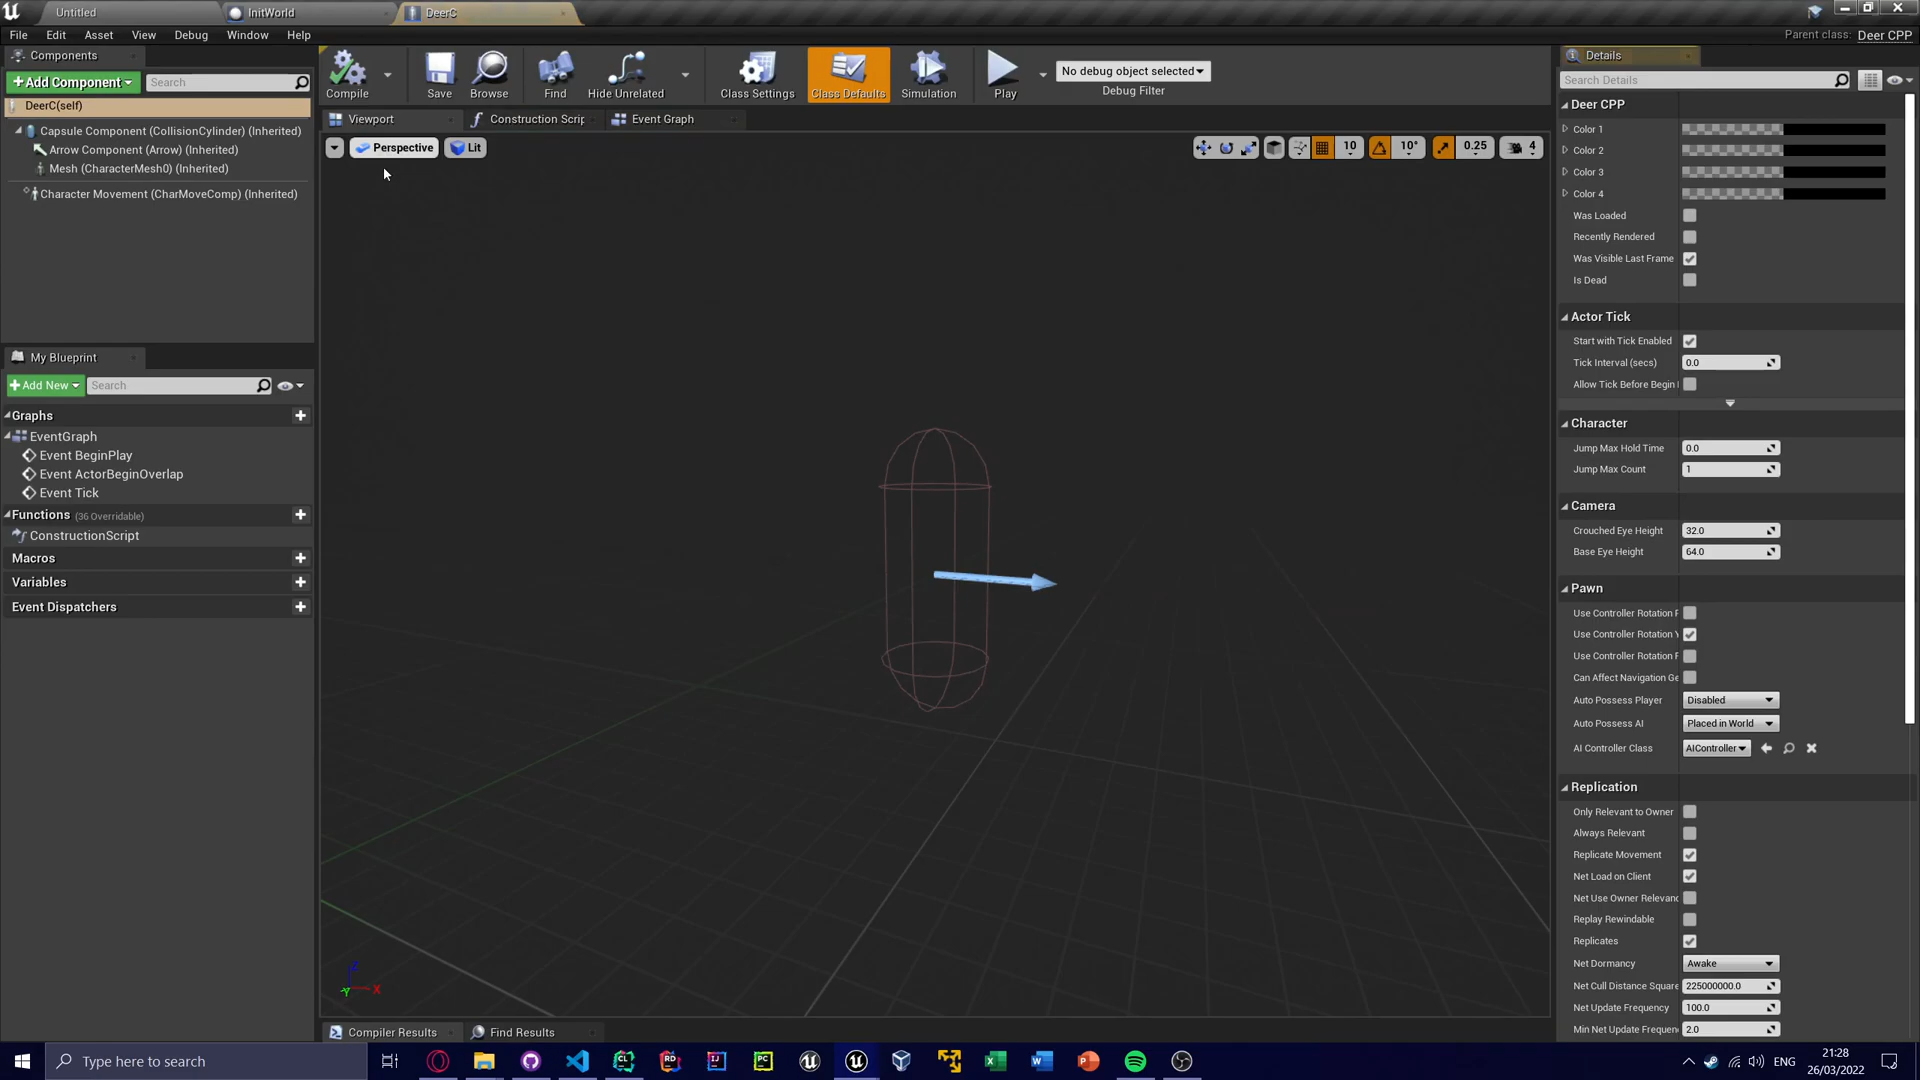 Untitled
InitWorld
DeerC
File
Edit
Asset
View
Debug
Window
Help
Parent class: Deer CPP
Components
+Add Component
Search
DeerC(self)
Capsule Component (CollisionCylinder) (Inherited)
Arrow Component (Arrow) (Inherited)
Mesh (CharacterMesh0) (Inherited)
Character Movement (CharMoveComp) (Inherited)
My Blueprint
+Add New
Search
Graphs
EventGraph
Event BeginPlay
Event ActorBeginOverlap
Event Tick
Functions (36 Overridable)
ConstructionScript
Macros
Variables
Event Dispatchers
Compile
Save
Browse
Find
Hide Unrelated
Class Settings
Class Defaults
Simulation
Play
No debug object selected
Debug Filter
Viewport
Construction Scrip
Event Graph
Perspective
Lit
10
10°
0.25
4
Z
Y
X
Compiler Results
Find Results
Details
Search Details
Deer CPP
Color 1
Color 2
Color 3
Color 4
Was Loaded
Recently Rendered
Was Visible Last Frame
Is Dead
Actor Tick
Start with Tick Enabled
Tick Interval (secs) 0.0
Allow Tick Before Begin
Character
Jump Max Hold Time 0.0
Jump Max Count 1
Camera
Crouched Eye Height 32.0
Base Eye Height 64.0
Pawn
Use Controller Rotation P
Use Controller Rotation Y
Use Controller Rotation F
Can Affect Navigation Ge
Auto Possess Player Disabled
Auto Possess AI Placed in World
AI Controller Class AIController
Replication
Only Relevant to Owner
Always Relevant
Replicate Movement
Net Load on Client
Net Use Owner Relevanc
Replay Rewindable
Replicates
Net Dormancy Awake
Net Cull Distance Square 225000000.0
Net Update Frequency 100.0
Min Net Update Frequen 2.0
Type here to search
ENG
21:28
26/03/2022